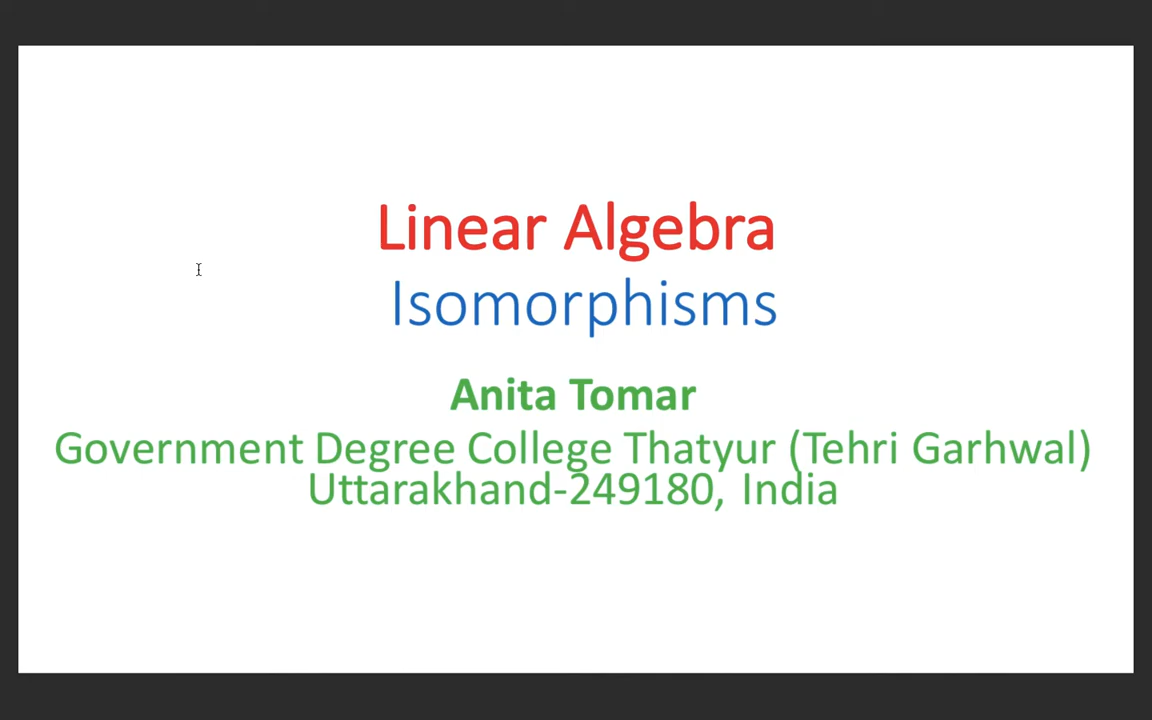 Linear Algebra
Isomorphisms
Anita Tomar
Government Degree College Thatyur (Tehri Garhwal)
Uttarakhand-249180, India